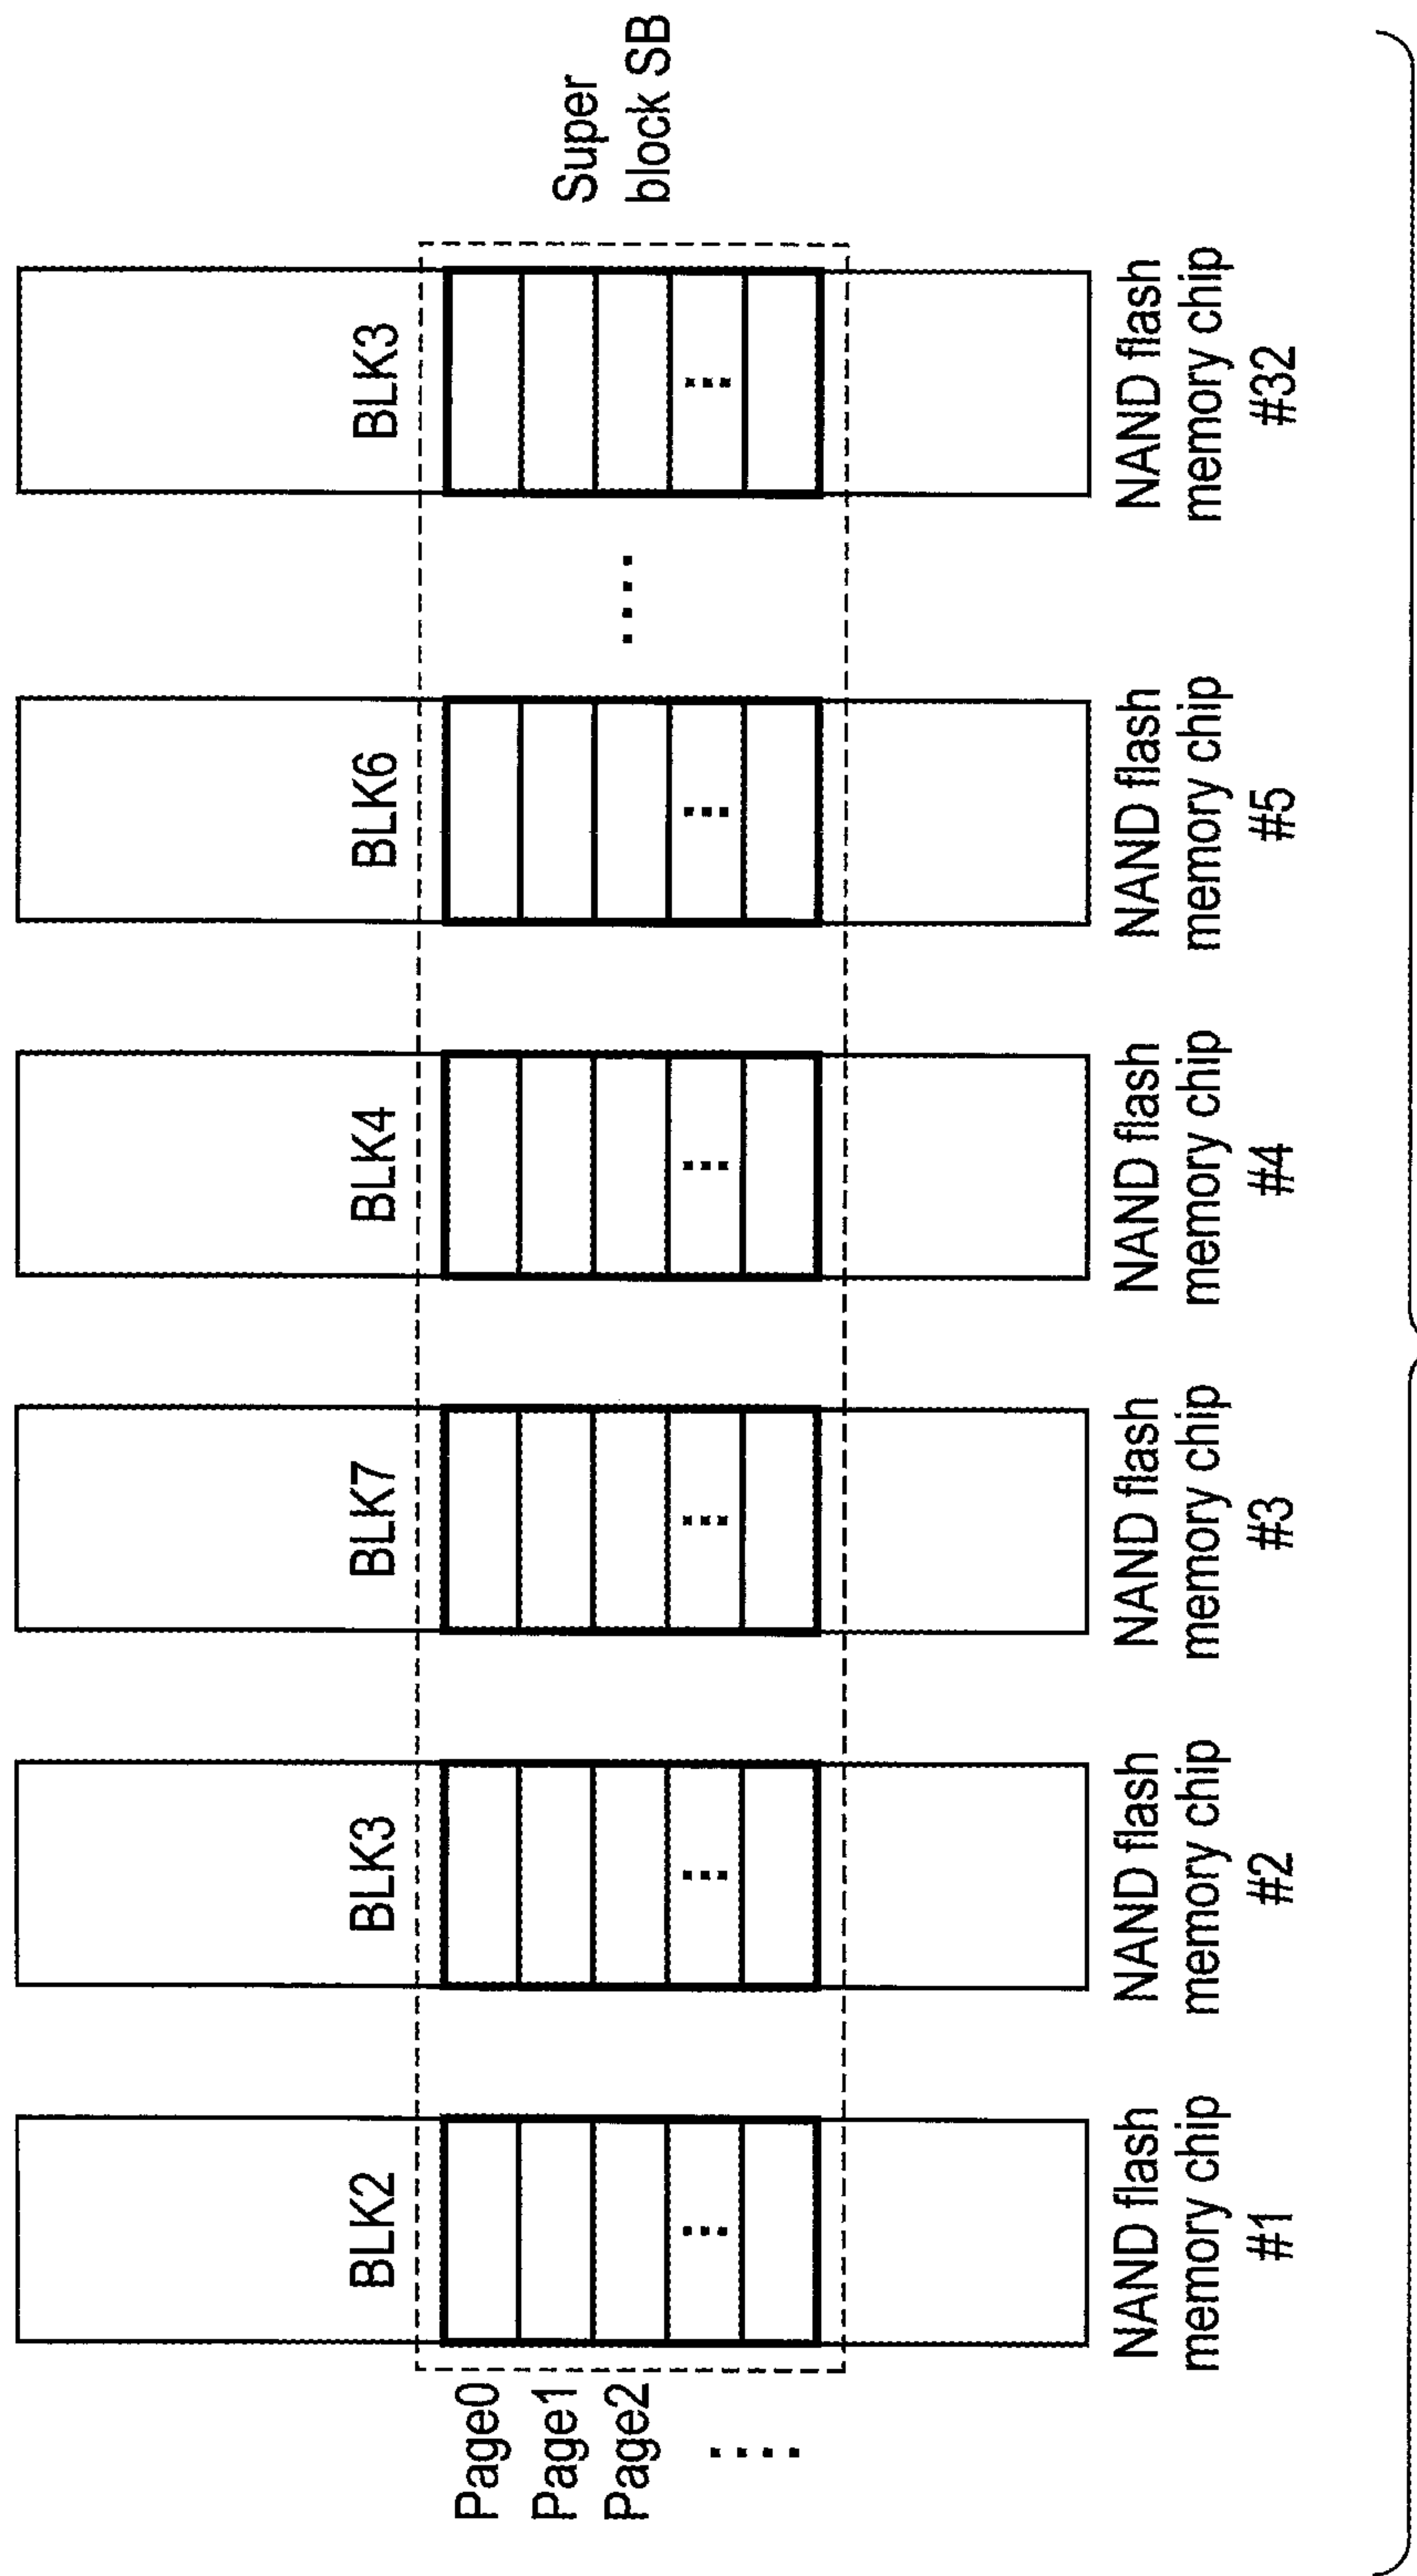 BLK2
BLK3
BLK7
BLK4
BLK6
BLK3
Super
block SB
Page0
Page1
Page2
NAND flash
memory chip
#1
NAND flash
memory chip
#2
NAND flash
memory chip
#3
NAND flash
memory chip
#4
NAND flash
memory chip
#5
NAND flash
memory chip
#32